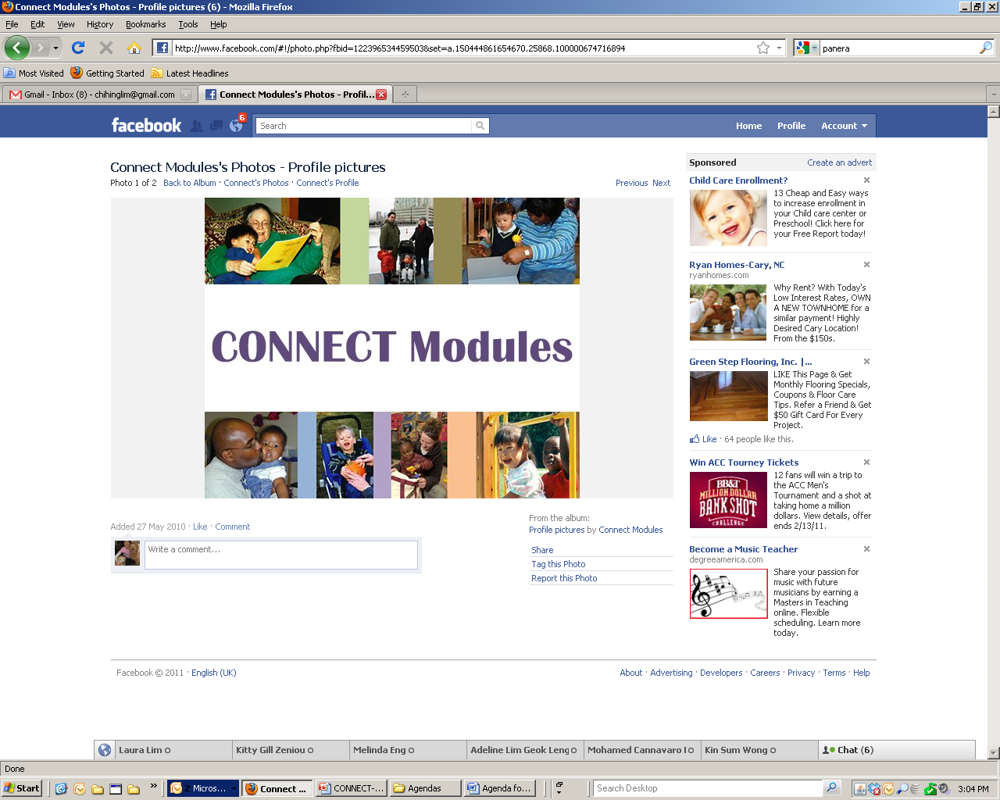 Connect Modules's Photos - Profile pictures (6) - Mozilla Firefox
File Edit View History Bookmarks Tools Help
http://www.facebook.com/#!/photo.php?fbid=122396534459503&set=a.150444861654670.25868.100000674716894
panera
Most Visited Getting Started Latest Headlines
Gmail - Inbox (8) - chihinglim@gmail.com
Connect Modules's Photos - Profil...
facebook
6
Search
Home Profile Account
Connect Modules's Photos - Profile pictures
Photo 1 of 2 Back to Album · Connect's Photos · Connect's Profile
Previous Next
CONNECT Modules
Added 27 May 2010 · Like · Comment
Write a comment...
From the album:
Profile pictures by Connect Modules
Share
Tag this Photo
Report this Photo
Sponsored Create an advert
Child Care Enrollment?
13 Cheap and Easy ways
to increase enrollment in
your Child care center or
Preschool! Click here for
your Free Report today!
Ryan Homes-Cary, NC
ryanhomes.com
Why Rent? With Today's
Low Interest Rates, OWN
A NEW TOWNHOME for a
similar payment! Highly
Desired Cary Location!
From the $150s.
Green Step Flooring, Inc. |...
LIKE This Page & Get
Monthly Flooring Specials,
Coupons & Floor Care
Tips. Refer a Friend & Get
$50 Gift Card For Every
Project.
Like · 64 people like this.
Win ACC Tourney Tickets
BB&T
MILLION DOLLAR
BANK SHOT
CHALLENGE
12 fans will win a trip to
the ACC Men's
Tournament and a shot at
taking home a million
dollars. View details, offer
ends 2/13/11.
Become a Music Teacher
degreeamerica.com
Share your passion for
music with future
musicians by earning a
Masters in Teaching
online. Flexible
scheduling. Learn more
today.
Facebook © 2011 · English (UK)
About · Advertising · Developers · Careers · Privacy · Terms · Help
Laura Lim Kitty Gill Zeniou Melinda Eng Adeline Lim Geok Leng Mohamed Cannavaro I Kin Sum Wong Chat (6)
Done
Start 2 Micros... Connect ... CONNECT-... Agendas Agenda fo... Search Desktop 3:04 PM